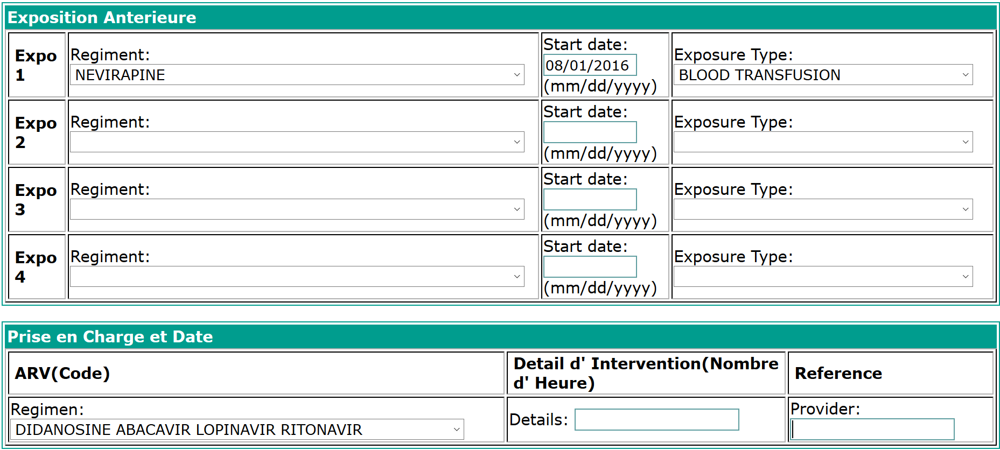 Exposition Anterieure
Expo 1
Regiment:
NEVIRAPINE
Start date:
08/01/2016
(mm/dd/yyyy)
Exposure Type:
BLOOD TRANSFUSION
Expo 2
Regiment:
Start date:
(mm/dd/yyyy)
Exposure Type:
Expo 3
Regiment:
Start date:
(mm/dd/yyyy)
Exposure Type:
Expo 4
Regiment:
Start date:
(mm/dd/yyyy)
Exposure Type:
Prise en Charge et Date
ARV(Code)
Detail d' Intervention(Nombre
d' Heure)
Reference
Regimen:
DIDANOSINE ABACAVIR LOPINAVIR RITONAVIR
Details:
Provider: